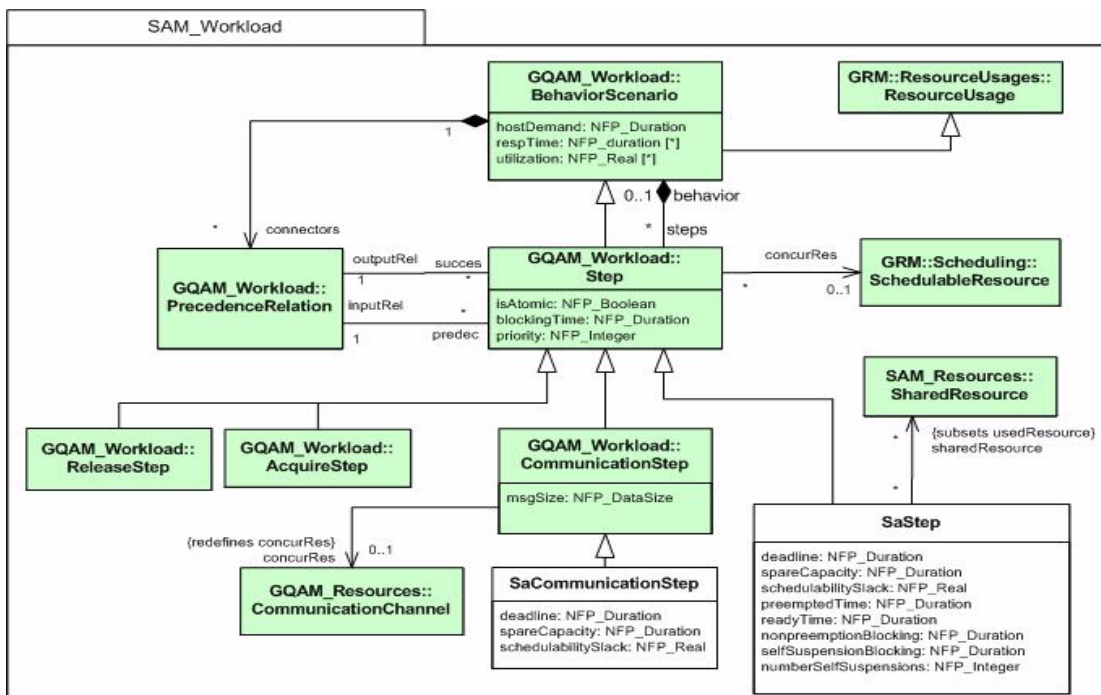 SAM_Workload
GQAM_Workload::
BehaviorScenario
hostDemand: NFP_Duration
respTime: NFP_duration [*]
utilization: NFP_Real [*]
GRM::ResourceUsages::
ResourceUsage
1
0..1
behavior
*
steps
*
connectors
GQAM_Workload::
PrecedenceRelation
outputRel
1
succes
*
inputRel
1
*
predec
GQAM_Workload::
Step
isAtomic: NFP_Boolean
blockingTime: NFP_Duration
priority: NFP_Integer
concurRes
*
0..1
GRM::Scheduling::
SchedulableResource
SAM_Resources::
SharedResource
*
{subsets usedResource}
sharedResource
*
GQAM_Workload::
ReleaseStep
GQAM_Workload::
AcquireStep
GQAM_Workload::
CommunicationStep
msgSize: NFP_DataSize
{redefines concurRes}
concurRes
0..1
GQAM_Resources::
CommunicationChannel
SaCommunicationStep
deadline: NFP_Duration
spareCapacity: NFP_Duration
schedulabilitySlack: NFP_Real
SaStep
deadline: NFP_Duration
spareCapacity: NFP_Duration
schedulabilitySlack: NFP_Real
preemptedTime: NFP_Duration
readyTime: NFP_Duration
nonpreemptionBlocking: NFP_Duration
selfSuspensionBlocking: NFP_Duration
numberSelfSuspensions: NFP_Integer